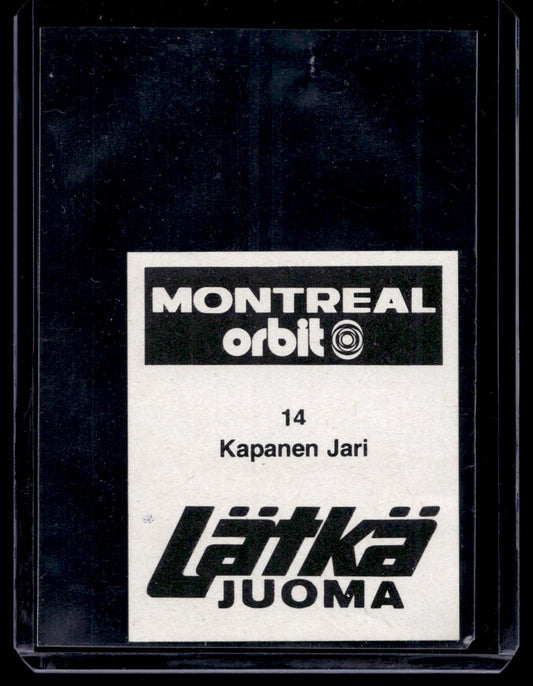 MONTREAL
orbit
14
Kapanen Jari
Lätkä
JUOMA